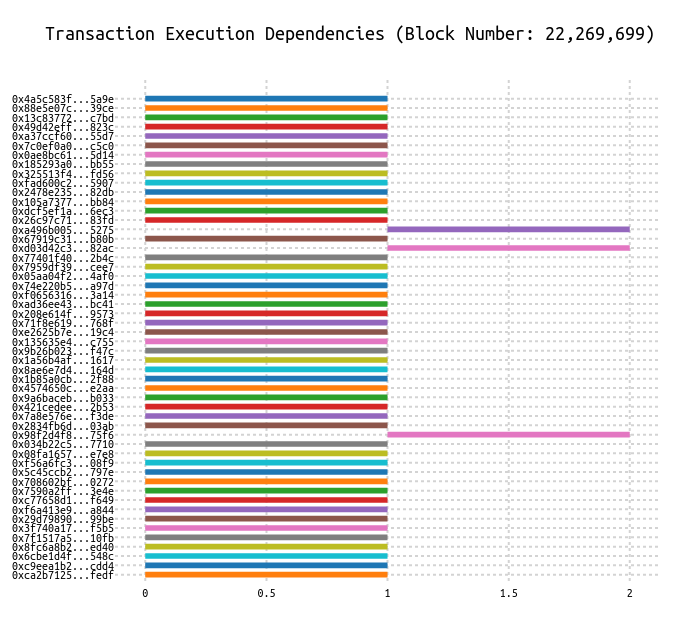 Transaction Execution Dependencies (Block Number: 22,269,699)
0x4a5c583f...5a9e
0x88e5e07c...39ce
0x13c83772...c7bd
0x49d42eff...823c
0xa37ccf60...55d7
0x7c0ef0a0...c5c0
0x0ae8bc61...5d14
0x185293a0...bb55
0x325513f4...fd56
0xfad600c2...5907
0x2478e235...82db
0x105a7377...bb84
0xdcf5ef1a...6ec3
0x26c97c71...83fd
0xa496b005...5275
0x67919c31...b80b
0xd03d42c3...82ac
0x77401f40...2b4c
0x7959df39...cee7
0x05aa04f2...4af0
0x74e220b5...a97d
0xf0656316...3a14
0xad36ee43...bc41
0x208e614f...9573
0x71f8e619...768f
0xe2625b7e...19c4
0x135635e4...c755
0x9b26b023...f47c
0x1a56b4af...1617
0x8ae6e7d4...164d
0x1b85a0cb...2f88
0x4574650c...e2aa
0x9a6baceb...b033
0x421cedee...2b53
0x7a8e576e...f3de
0x2834fb6d...03ab
0x98f2d4f8...75f6
0x034b22c5...7710
0x08fa1657...e7e8
0xf56a6fc3...08f9
0x5c45ccb2...797e
0x708602bf...0272
0x7590a2ff...3e4e
0xc77658d1...f649
0xf6a413e9...a844
0x29d79890...99be
0x3f740a17...f5b5
0x7f1517a5...10fb
0x8fc6a8b2...ed40
0x6cbe1d4f...548c
0xc9eea1b2...cdd4
0xca2b7125...fedf
0 0.5 1 1.5 2